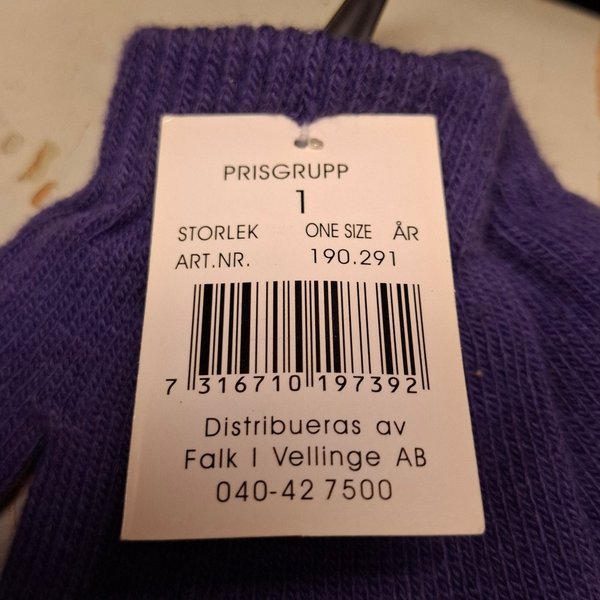 PRISGRUPP
1
STORLEK ONE SIZE ÅR
ART.NR. 190.291
7 316710 197392
Distribueras av
Falk I Vellinge AB
040-42 7500